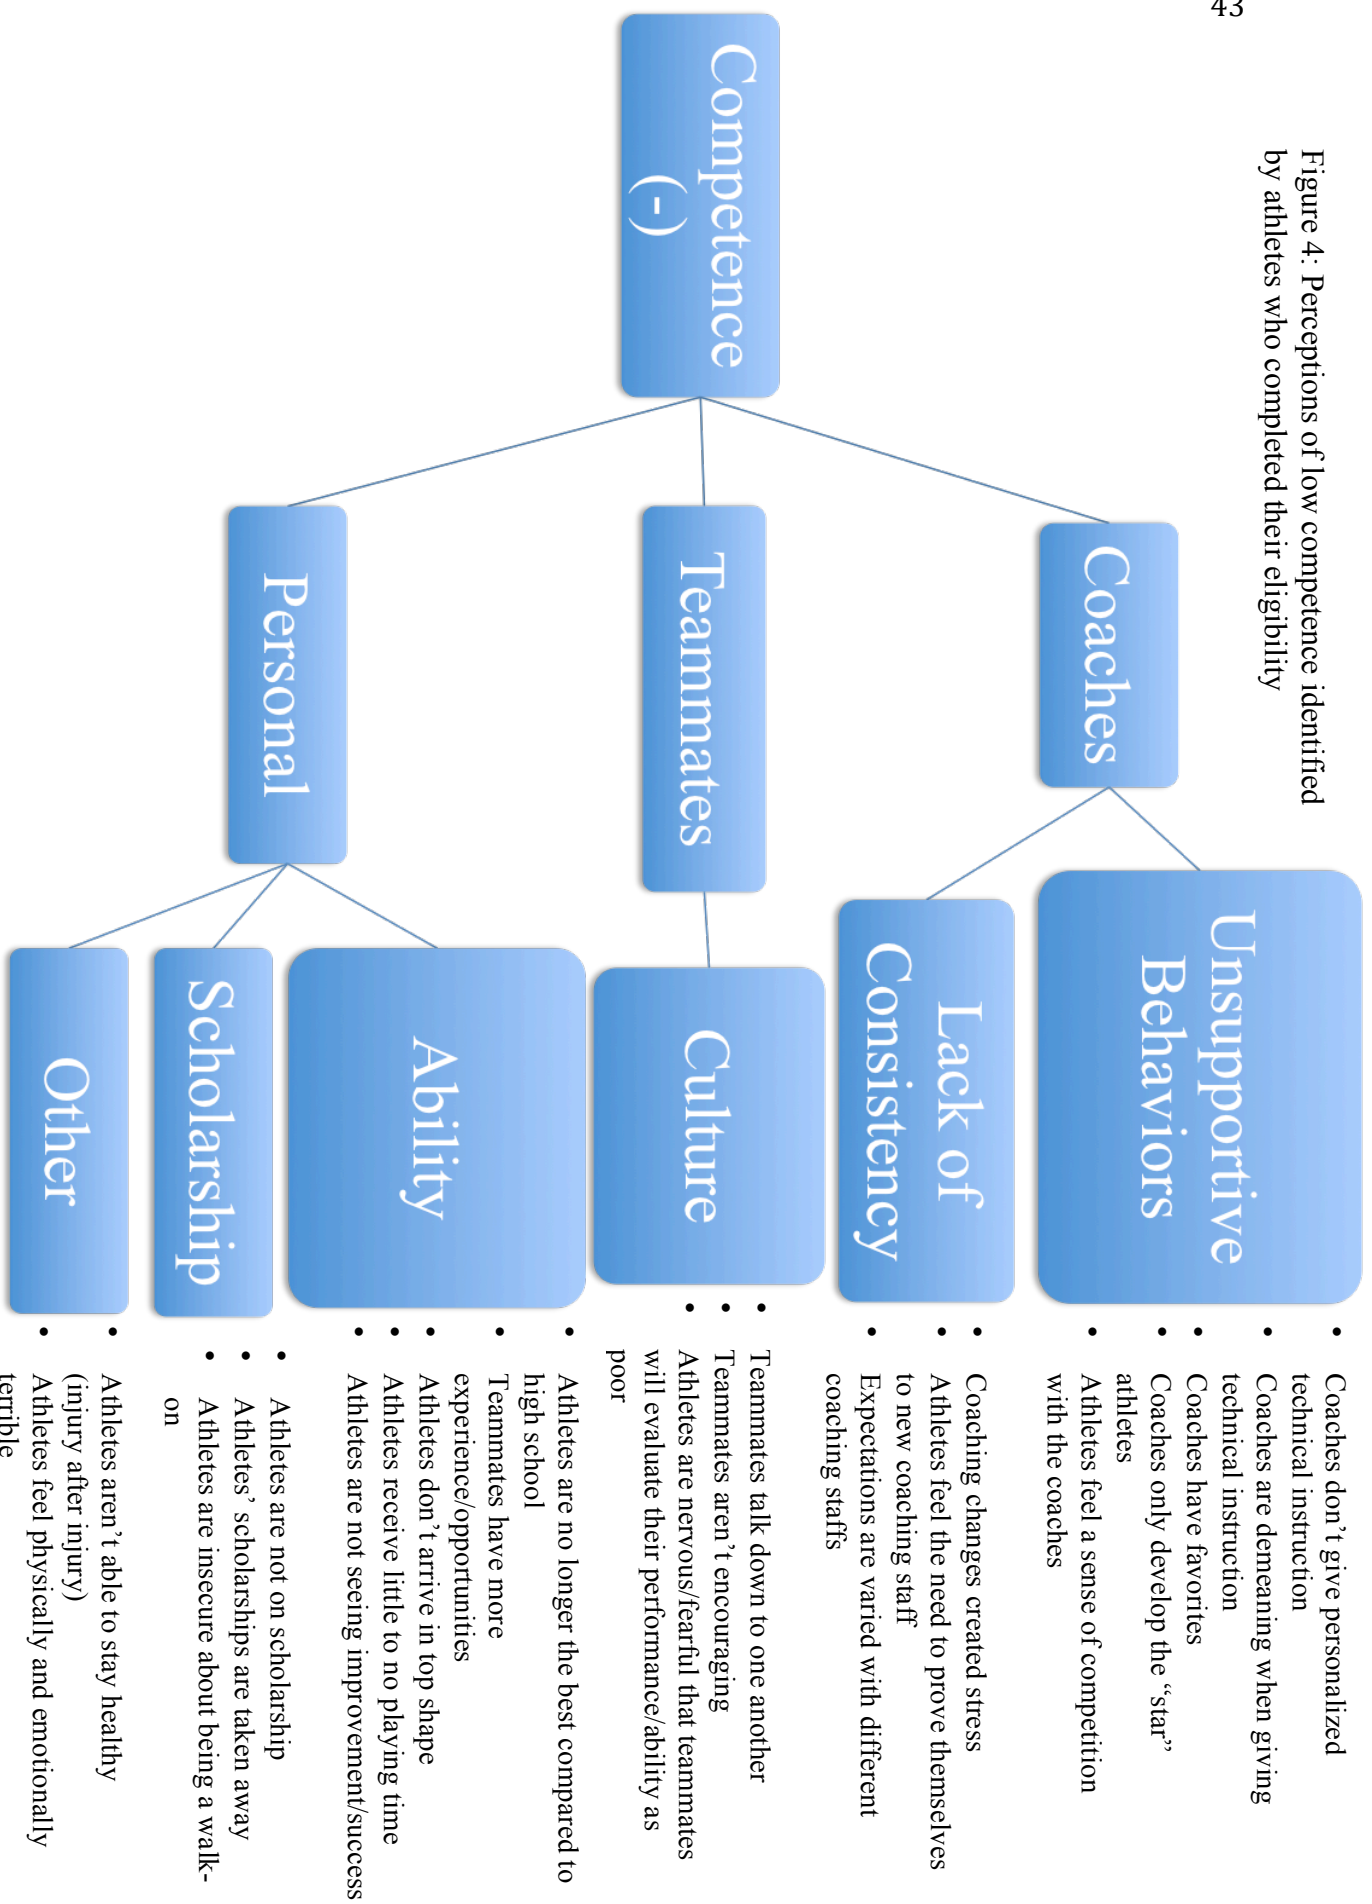 43
Figure 4: Perceptions of low competence identified
by athletes who completed their eligibility
Competence
(-)
Coaches
Unsupportive
Behaviors
• Coaches don’t give personalized
technical instruction
• Coaches are demeaning when giving
technical instruction
• Coaches have favorites
• Coaches only develop the “star”
athletes
• Athletes feel a sense of competition
with the coaches
Lack of
Consistency
• Coaching changes created stress
• Athletes feel the need to prove themselves
to new coaching staff
• Expectations are varied with different
coaching staffs
Teammates
Culture
• Teammates talk down to one another
• Teammates aren’t encouraging
• Athletes are nervous/fearful that teammates
will evaluate their performance/ability as
poor
Personal
Ability
• Athletes are no longer the best compared to
high school
• Teammates have more
experience/opportunities
• Athletes don’t arrive in top shape
• Athletes receive little to no playing time
• Athletes are not seeing improvement/success
Scholarship
• Athletes are not on scholarship
• Athletes’ scholarships are taken away
• Athletes are insecure about being a walk-
on
Other
• Athletes aren’t able to stay healthy
(injury after injury)
• Athletes feel physically and emotionally
terrible